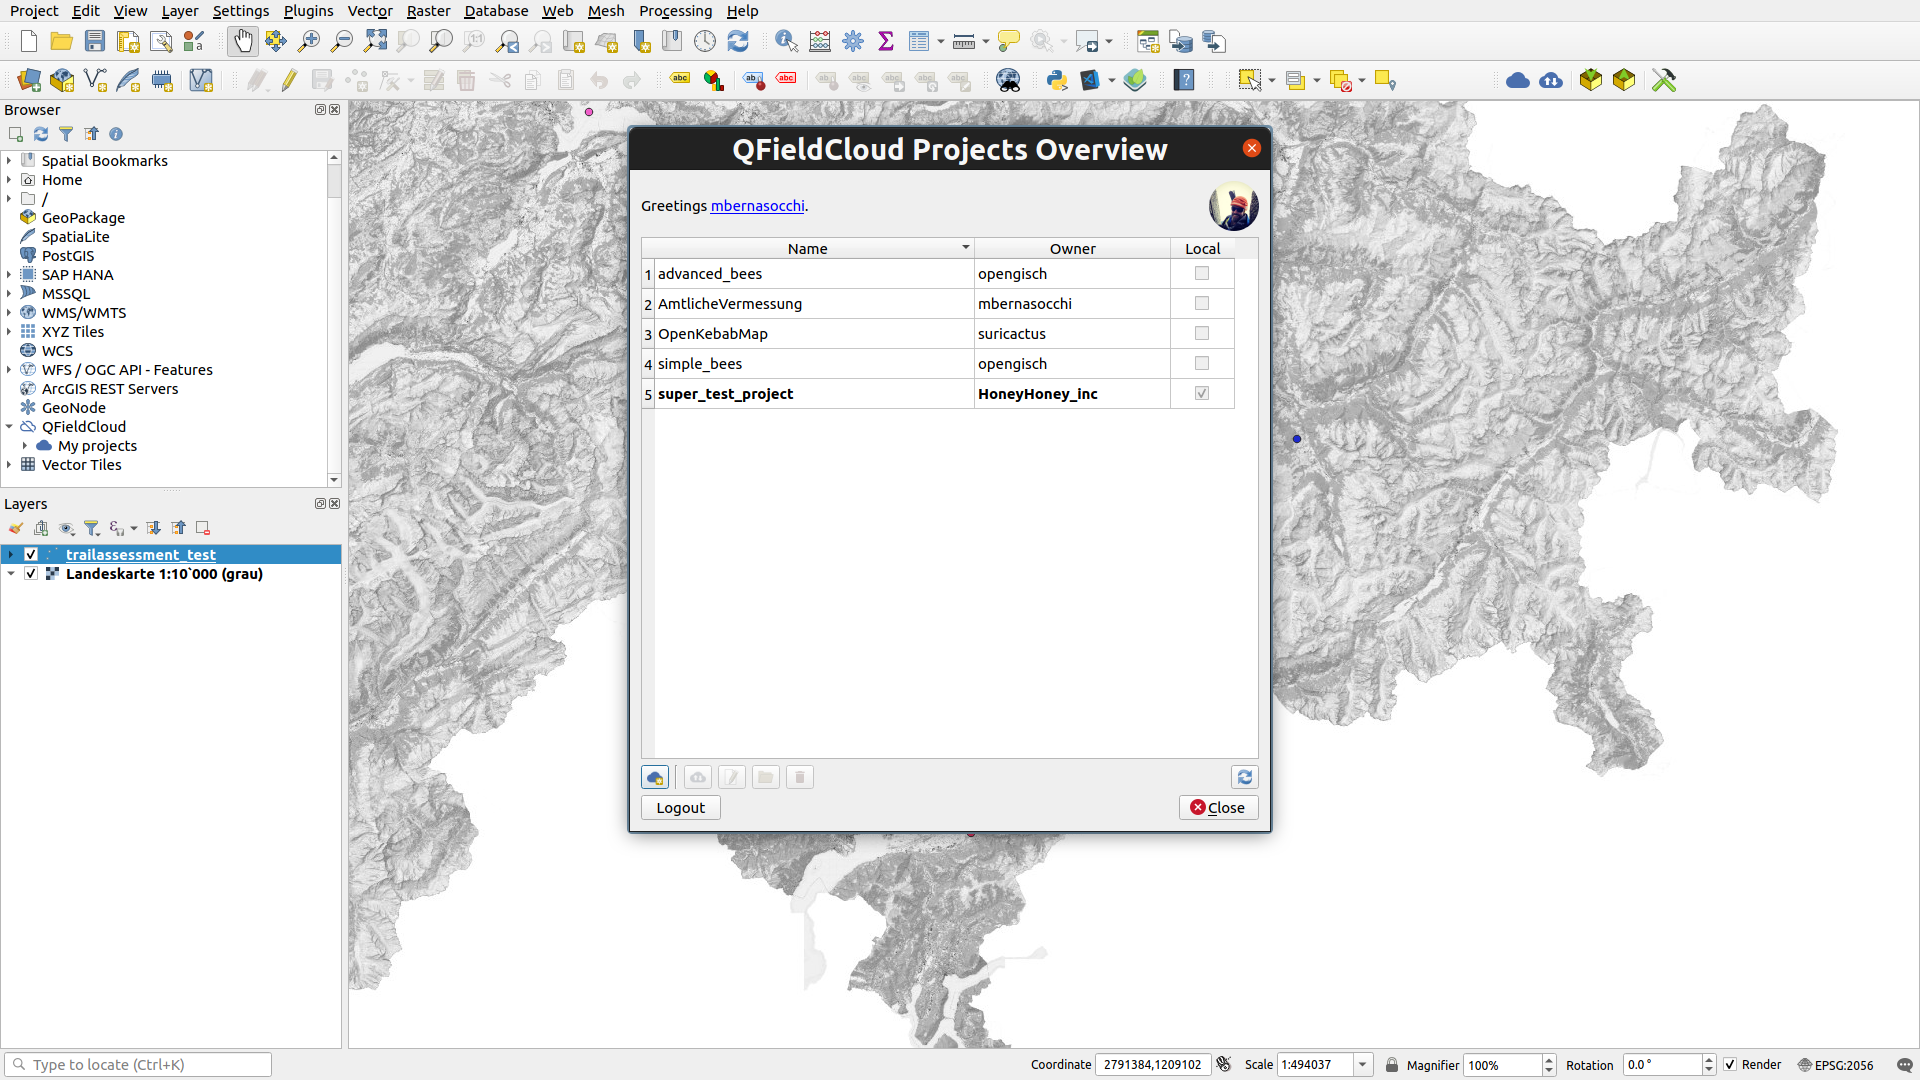 Project Edit View Layer Settings Plugins Vector Raster Database Web Mesh Processing Help
Browser
Spatial Bookmarks
Home
/
GeoPackage
SpatiaLite
PostGIS
SAP HANA
MSSQL
WMS/WMTS
XYZ Tiles
WCS
WFS / OGC API - Features
ArcGIS REST Servers
GeoNode
QFieldCloud
My projects
Vector Tiles
Layers
trailassessment_test
Landeskarte 1:10`000 (grau)
QFieldCloud Projects Overview
Greetings mbernasocchi.
Name Owner Local
1 advanced_bees opengisch
2 AmtlicheVermessung mbernasocchi
3 OpenKebabMap suricactus
4 simple_bees opengisch
5 super_test_project HoneyHoney_inc
Logout
Close
Type to locate (Ctrl+K)
Coordinate 2791384,1209102 Scale 1:494037 Magnifier 100% Rotation 0.0 ° Render EPSG:2056